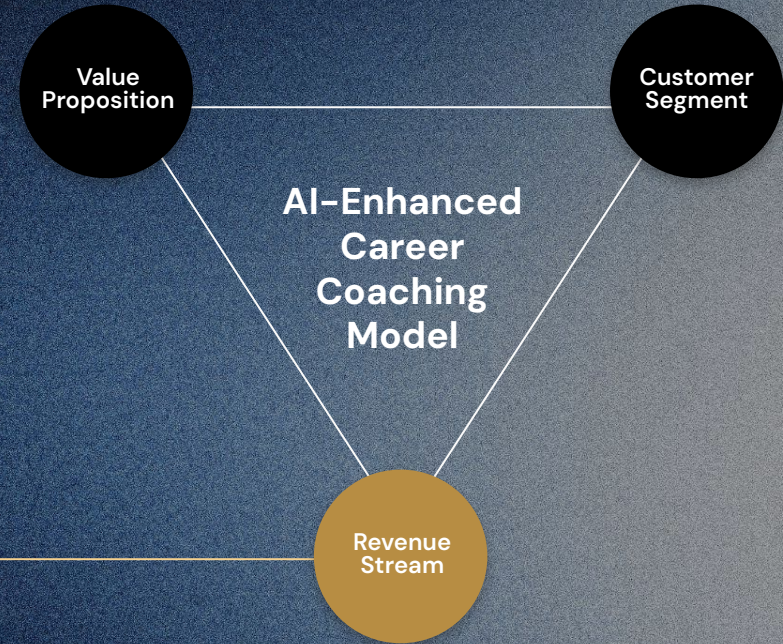 Value
Proposition
Customer
Segment
AI-Enhanced
Career
Coaching
Model
Revenue
Stream